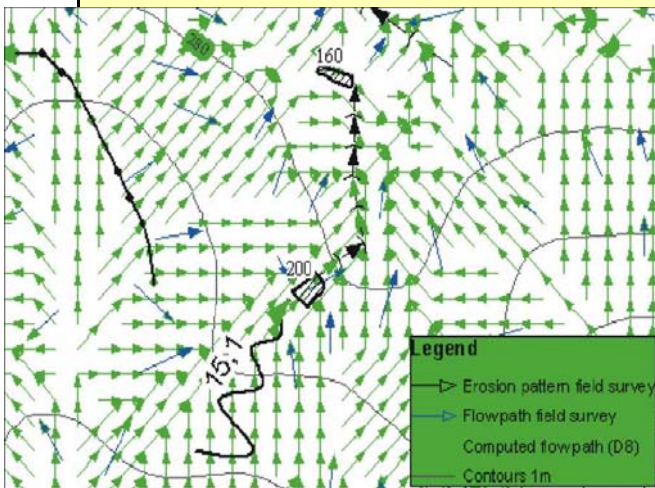 280
160
200
15,1
Legend
Erosion pattern field survey
Flowpath field survey
Computed flowpath (D8)
Contours 1m